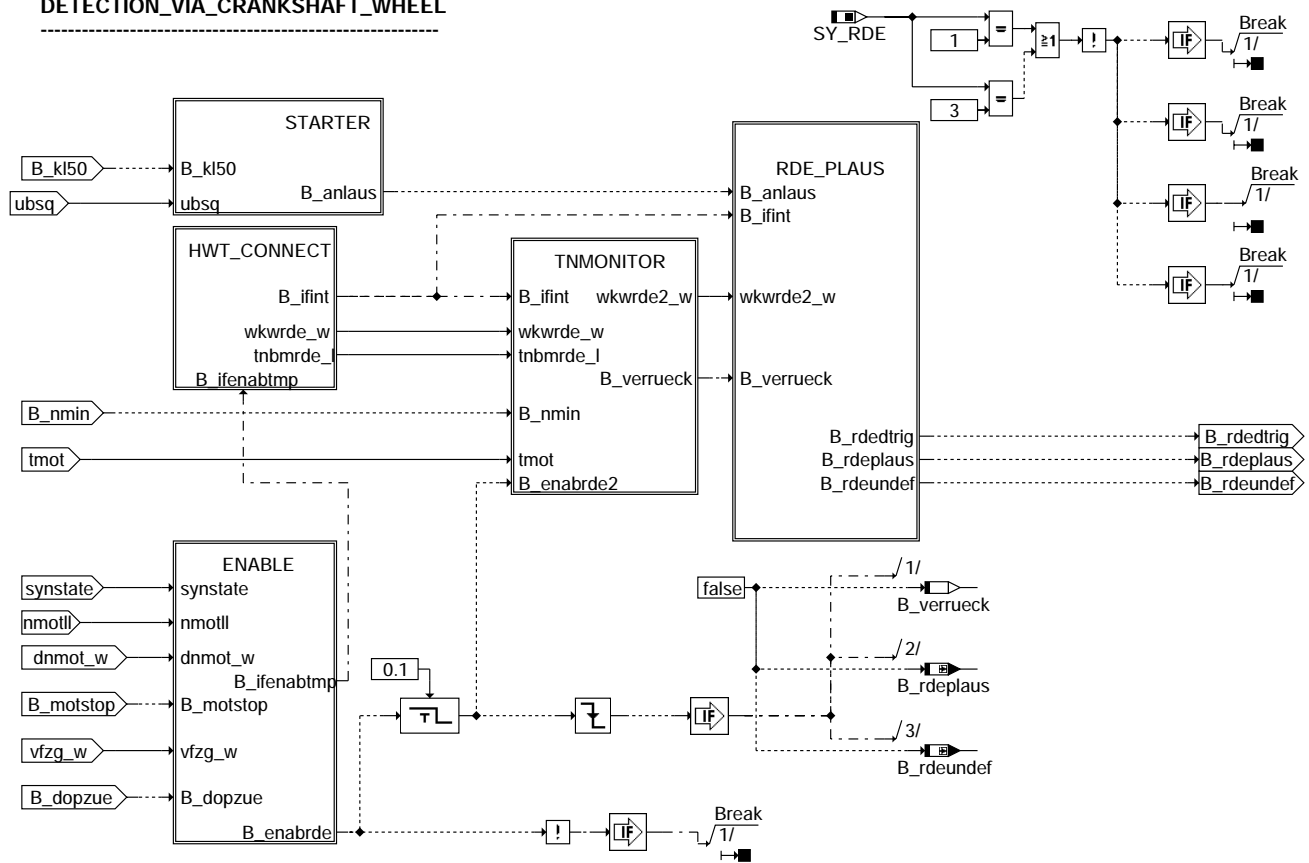 DETECTION_VIA_CRANKSHAFT_WHEEL
SY_RDE
1
=
≧1
!
3
=
IF
Break
1/
IF
Break
1/
IF
Break
1/
IF
Break
1/
STARTER
B_kl50
B_kl50
ubsq
ubsq
B_anlaus
HWT_CONNECT
B_ifint
wkwrde_w
tnbmrde_l
B_ifenabtmp
TNMONITOR
B_ifint
wkwrde2_w
wkwrde_w
tnbmrde_l
B_verrueck
B_nmin
B_nmin
tmot
tmot
B_enabrde2
RDE_PLAUS
B_anlaus
B_ifint
wkwrde2_w
B_verrueck
B_rdedtrig
B_rdeplaus
B_rdeundef
B_rdedtrig
B_rdeplaus
B_rdeundef
ENABLE
synstate
synstate
nmotll
nmotll
dnmot_w
dnmot_w
B_ifenabtmp
B_motstop
B_motstop
vfzg_w
vfzg_w
B_dopzue
B_dopzue
B_enabrde
0.1
T
IF
false
1/
B_verrueck
2/
B_rdeplaus
3/
B_rdeundef
!
IF
Break
1/